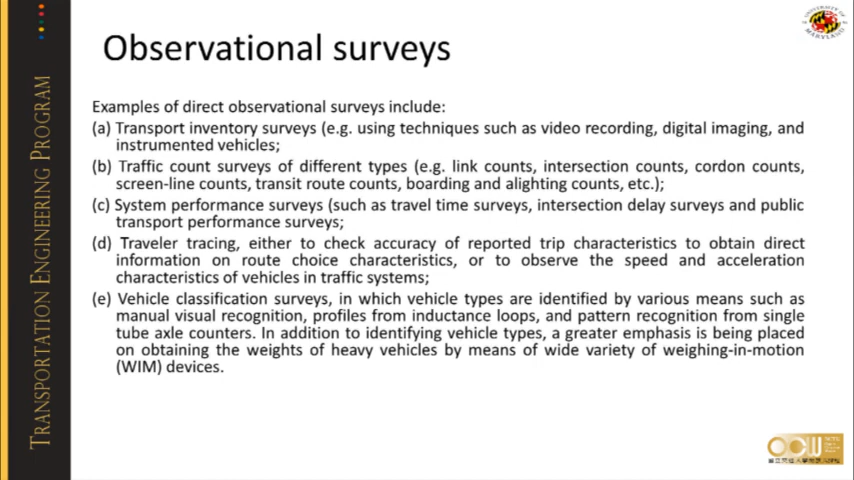 Observational surveys
Examples of direct observational surveys include:
(a) Transport inventory surveys (e.g. using techniques such as video recording, digital imaging, and
instrumented vehicles;
(b) Traffic count surveys of different types (e.g. link counts, intersection counts, cordon counts,
screen-line counts, transit route counts, boarding and alighting counts, etc.);
(c) System performance surveys (such as travel time surveys, intersection delay surveys and public
transport performance surveys;
(d) Traveler tracing, either to check accuracy of reported trip characteristics to obtain direct
information on route choice characteristics, or to observe the speed and acceleration
characteristics of vehicles in traffic systems;
(e) Vehicle classification surveys, in which vehicle types are identified by various means such as
manual visual recognition, profiles from inductance loops, and pattern recognition from single
tube axle counters. In addition to identifying vehicle types, a greater emphasis is being placed
on obtaining the weights of heavy vehicles by means of wide variety of weighing-in-motion
(WIM) devices.
TRANSPORTATION ENGINEERING PROGRAM
UNIVERSITY OF
MARYLAND
OCW